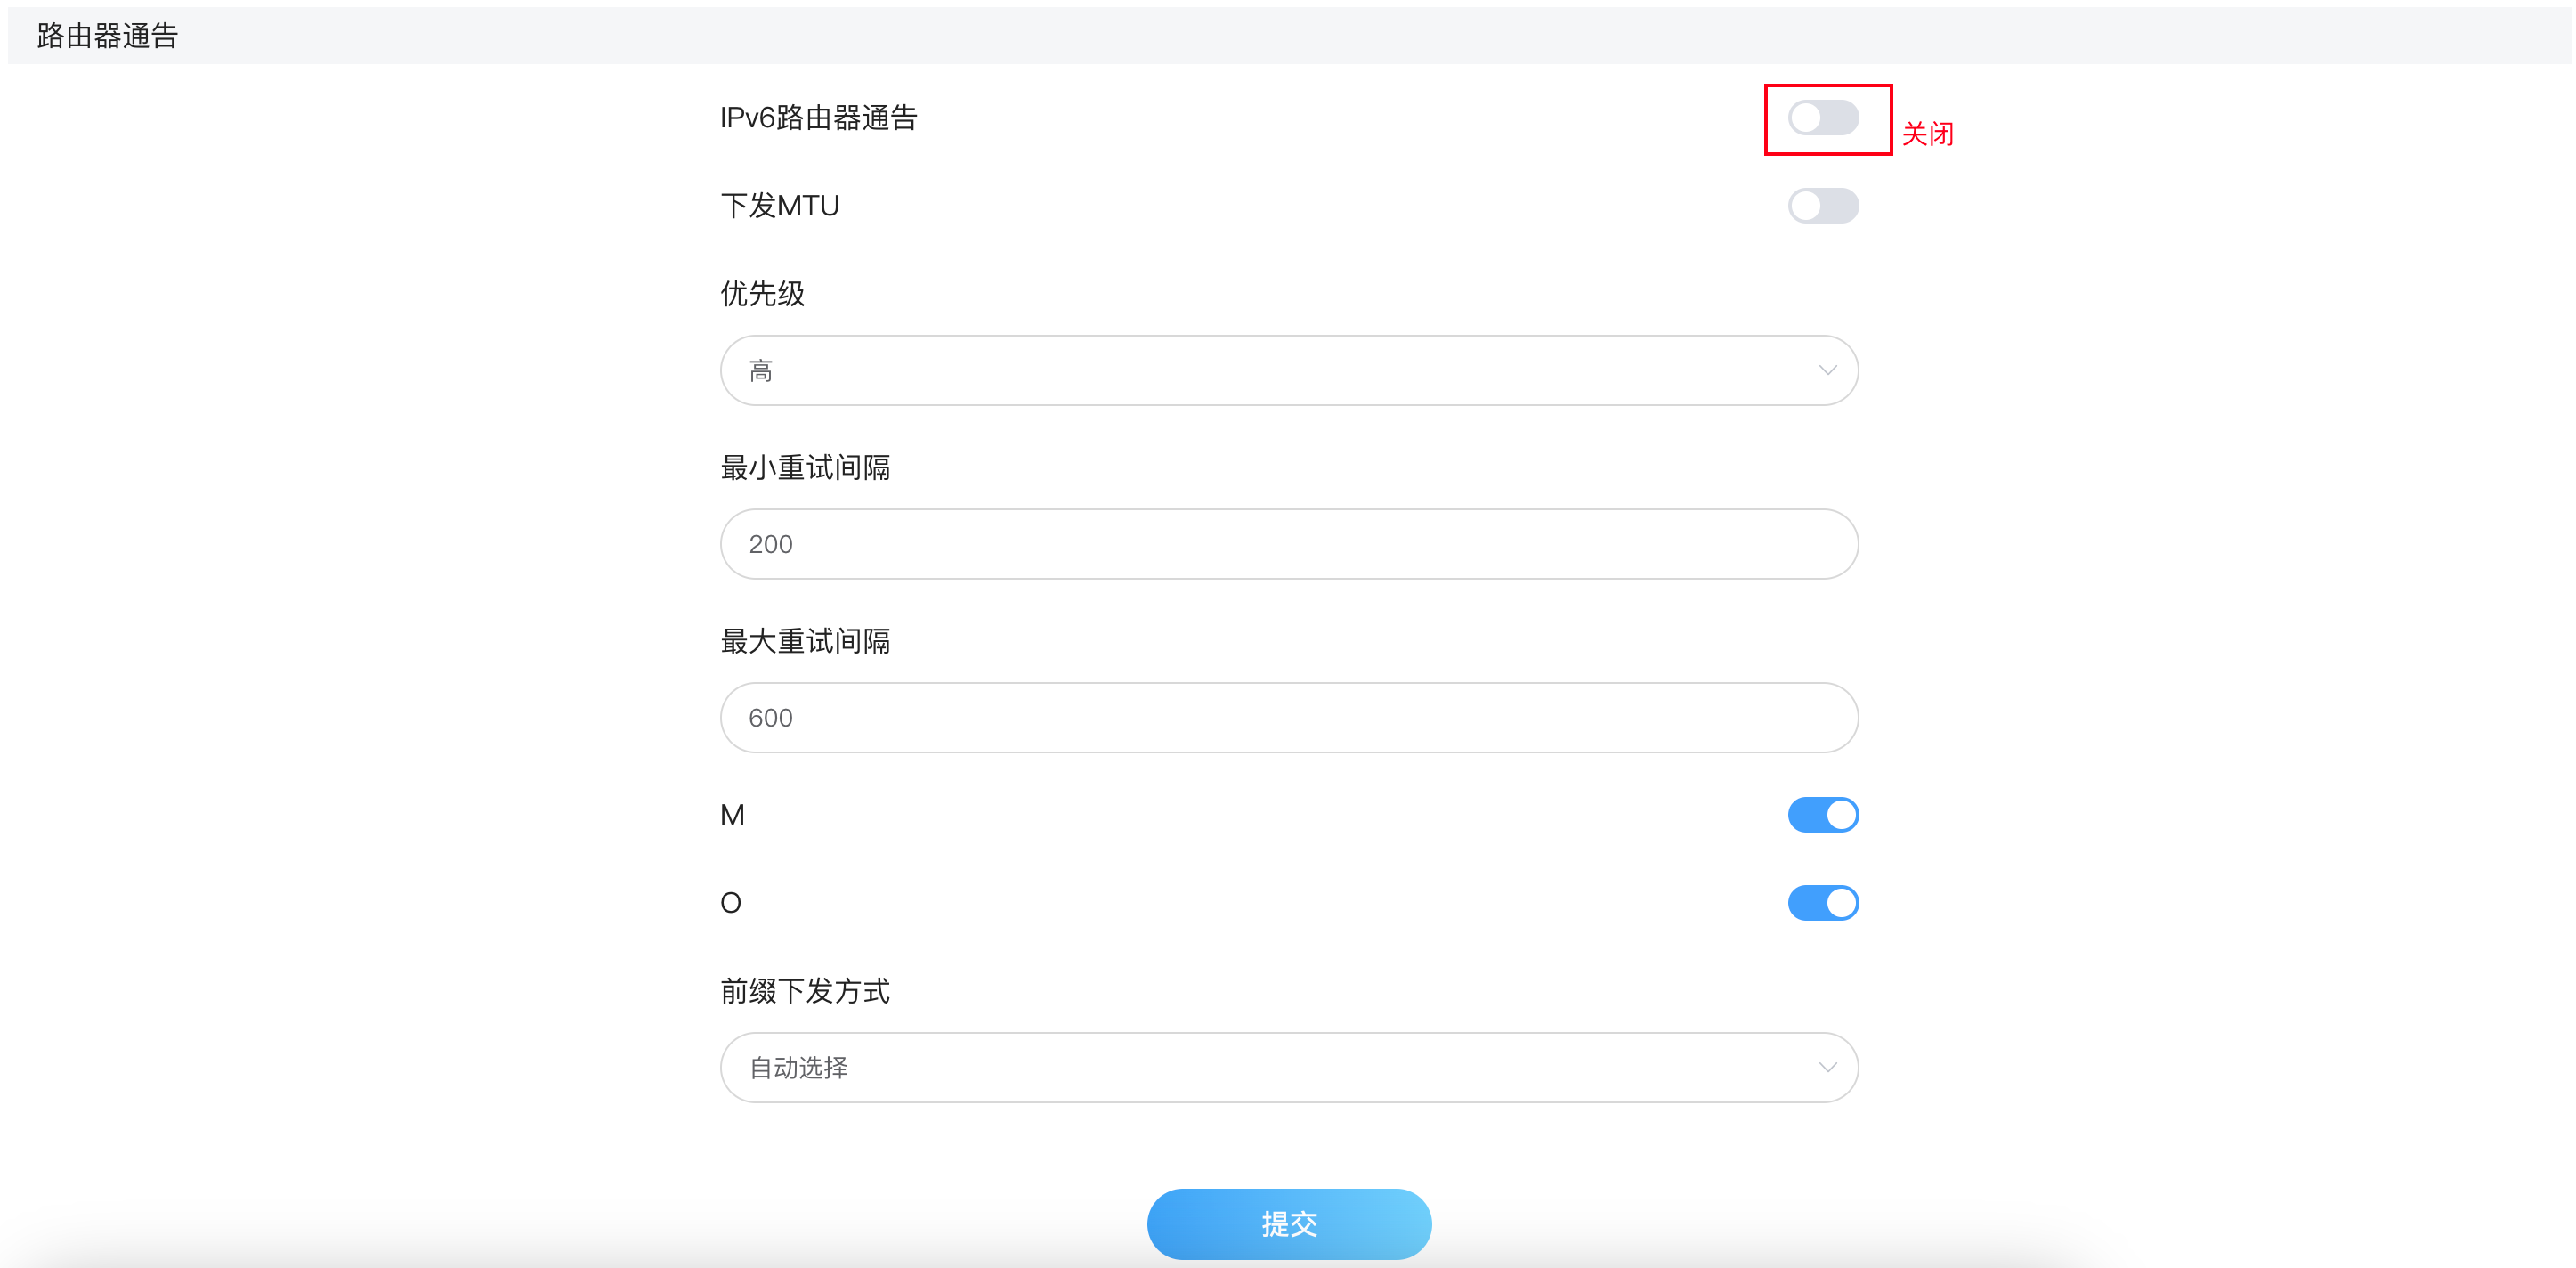 路由器通告
IPv6路由器通告
关闭
下发MTU
优先级
高
最小重试间隔
200
最大重试间隔
600
M
O
前缀下发方式
自动选择
提交